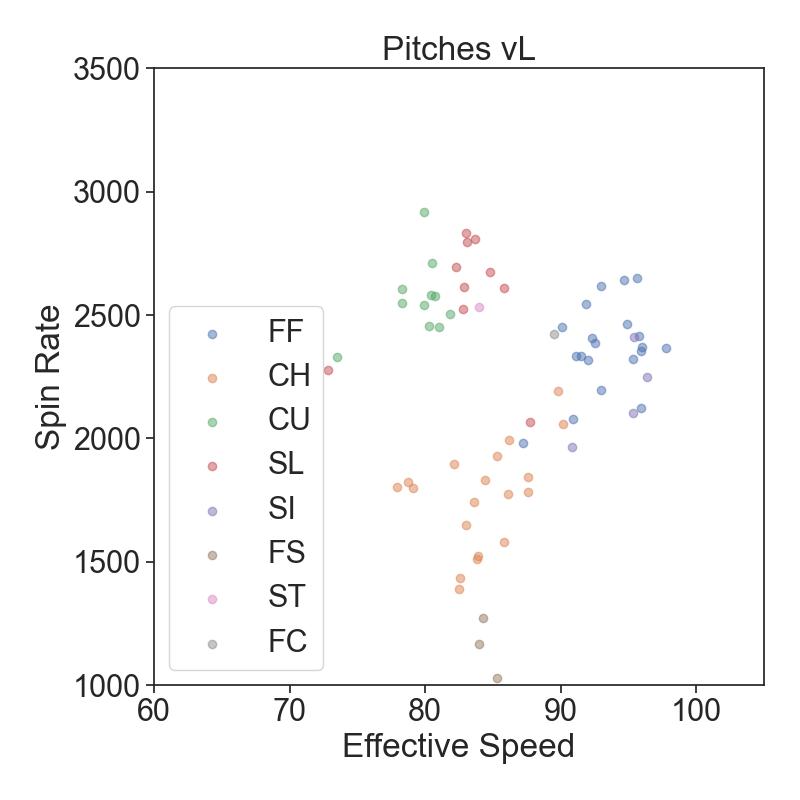 Pitches vL
3500
3000
2500
2000
1500
1000
Spin Rate
FF
CH
CU
SL
SI
FS
ST
FC
60 70 80 90 100
Effective Speed